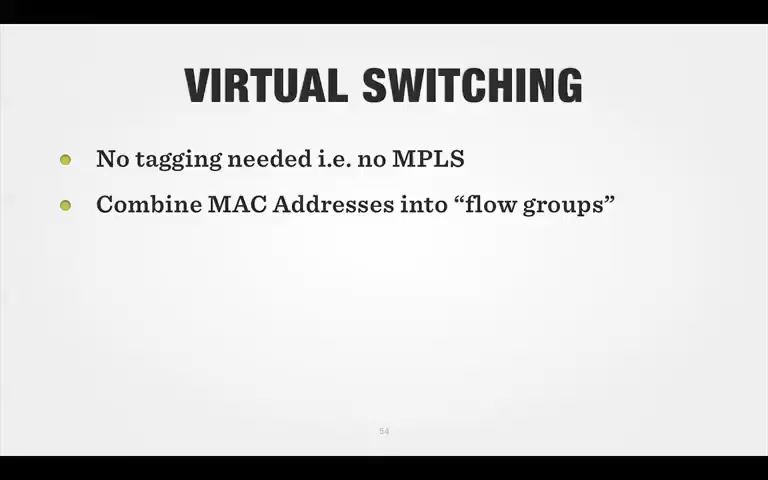 VIRTUAL SWITCHING
No tagging needed i.e. no MPLS
Combine MAC Addresses into “flow groups”
54